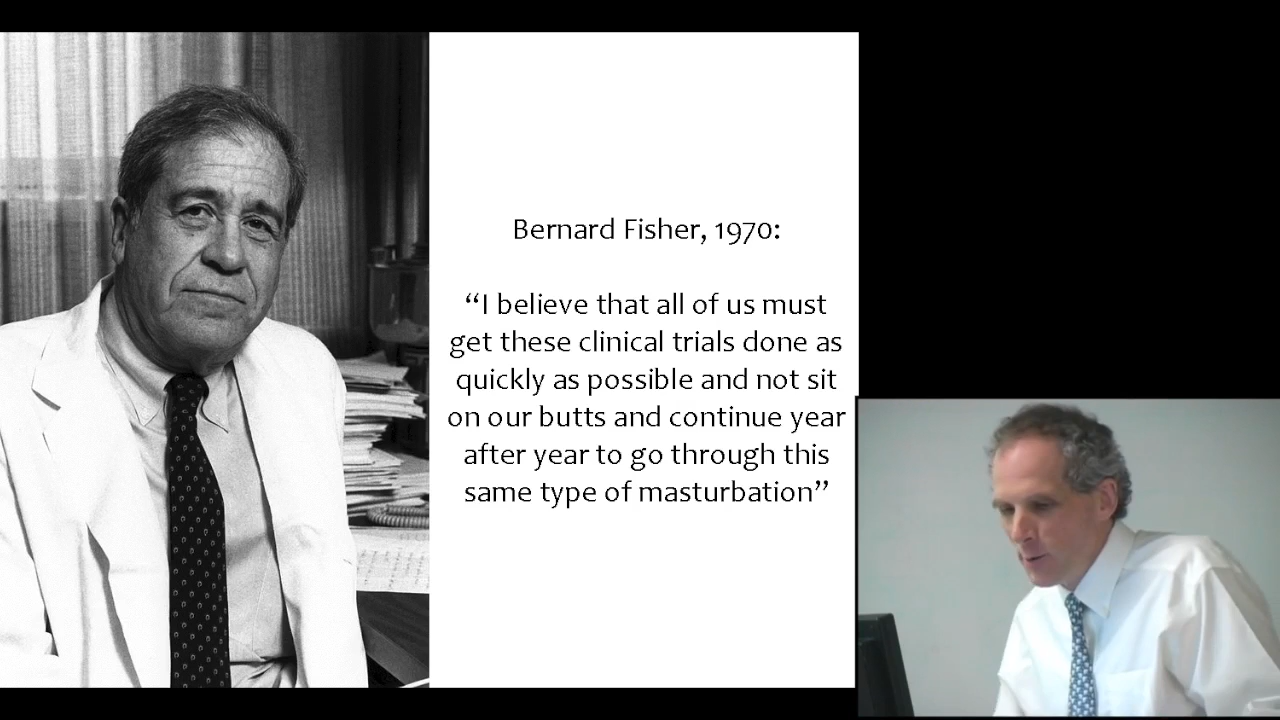 Bernard Fisher, 1970:
“I believe that all of us must
get these clinical trials done as
quickly as possible and not sit
on our butts and continue year
after year to go through this
same type of masturbation”